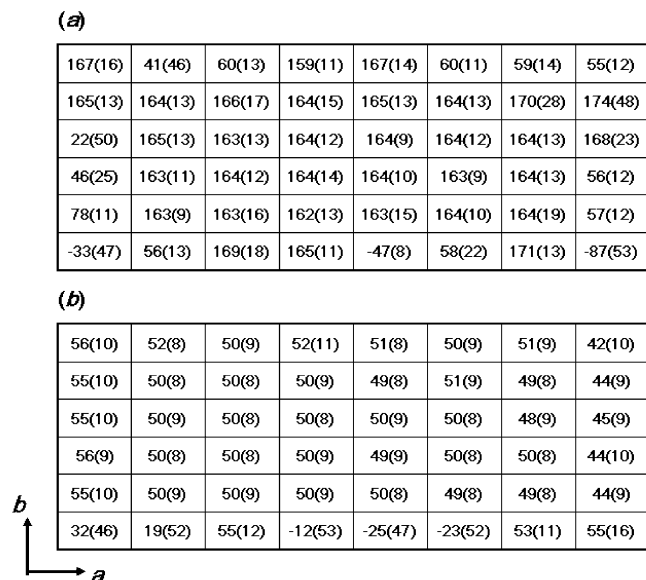 (a)
167(16) 41(46) 60(13) 159(11) 167(14) 60(11) 59(14) 55(12)
165(13) 164(13) 166(17) 164(15) 165(13) 164(13) 170(28) 174(48)
22(50) 165(13) 163(13) 164(12) 164(9) 164(12) 164(13) 168(23)
46(25) 163(11) 164(12) 164(14) 164(10) 163(9) 164(13) 56(12)
78(11) 163(9) 163(16) 162(13) 163(15) 164(10) 164(19) 57(12)
-33(47) 56(13) 169(18) 165(11) -47(8) 58(22) 171(13) -87(53)
(b)
56(10) 52(8) 50(9) 52(11) 51(8) 50(9) 51(9) 42(10)
55(10) 50(8) 50(8) 50(9) 49(8) 51(9) 49(8) 44(9)
55(10) 50(9) 50(8) 50(8) 50(9) 50(8) 48(9) 45(9)
56(9) 50(8) 50(8) 50(9) 49(9) 50(8) 50(8) 44(10)
55(10) 50(9) 50(9) 50(9) 50(8) 49(8) 49(8) 44(9)
32(46) 19(52) 55(12) -12(53) -25(47) -23(52) 53(11) 55(16)
b
a